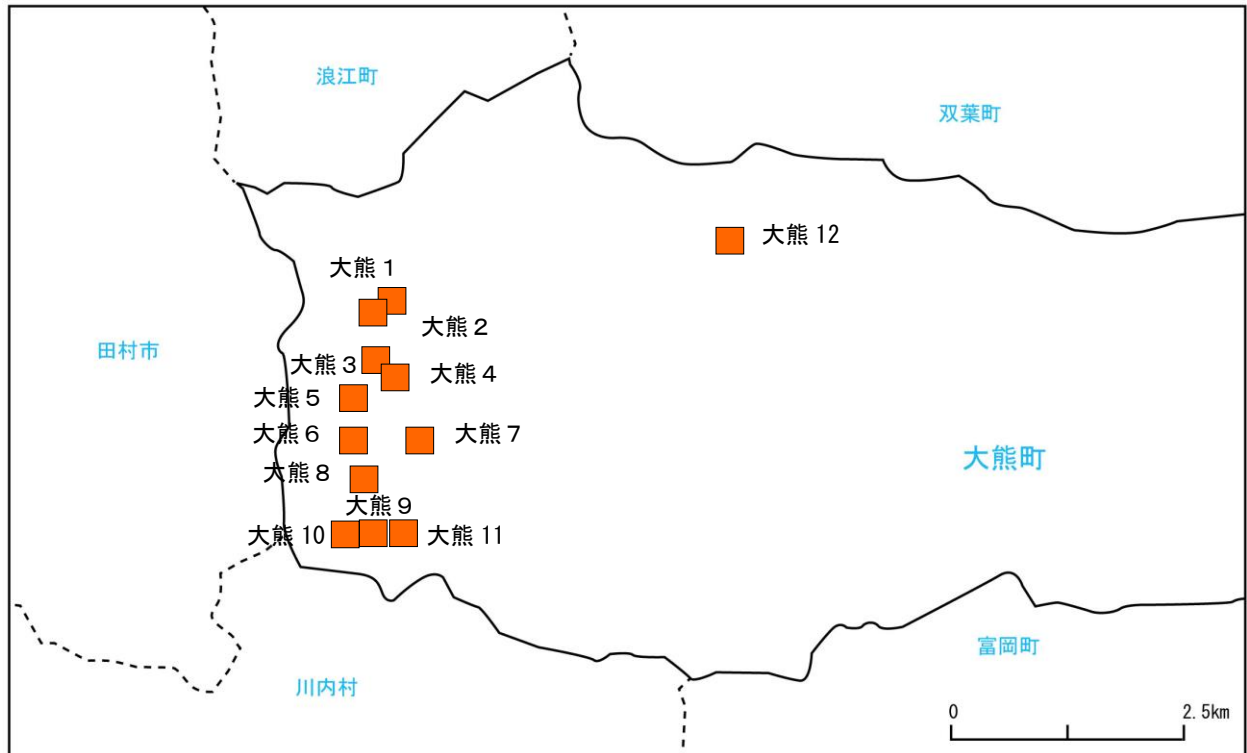 浪江町
双葉町
大熊 12
大熊１
大熊２
田村市
大熊３
大熊４
大熊５
大熊６
大熊７
大熊町
大熊８
大熊９
大熊 10
大熊 11
富岡町
川内村
0
2.5km